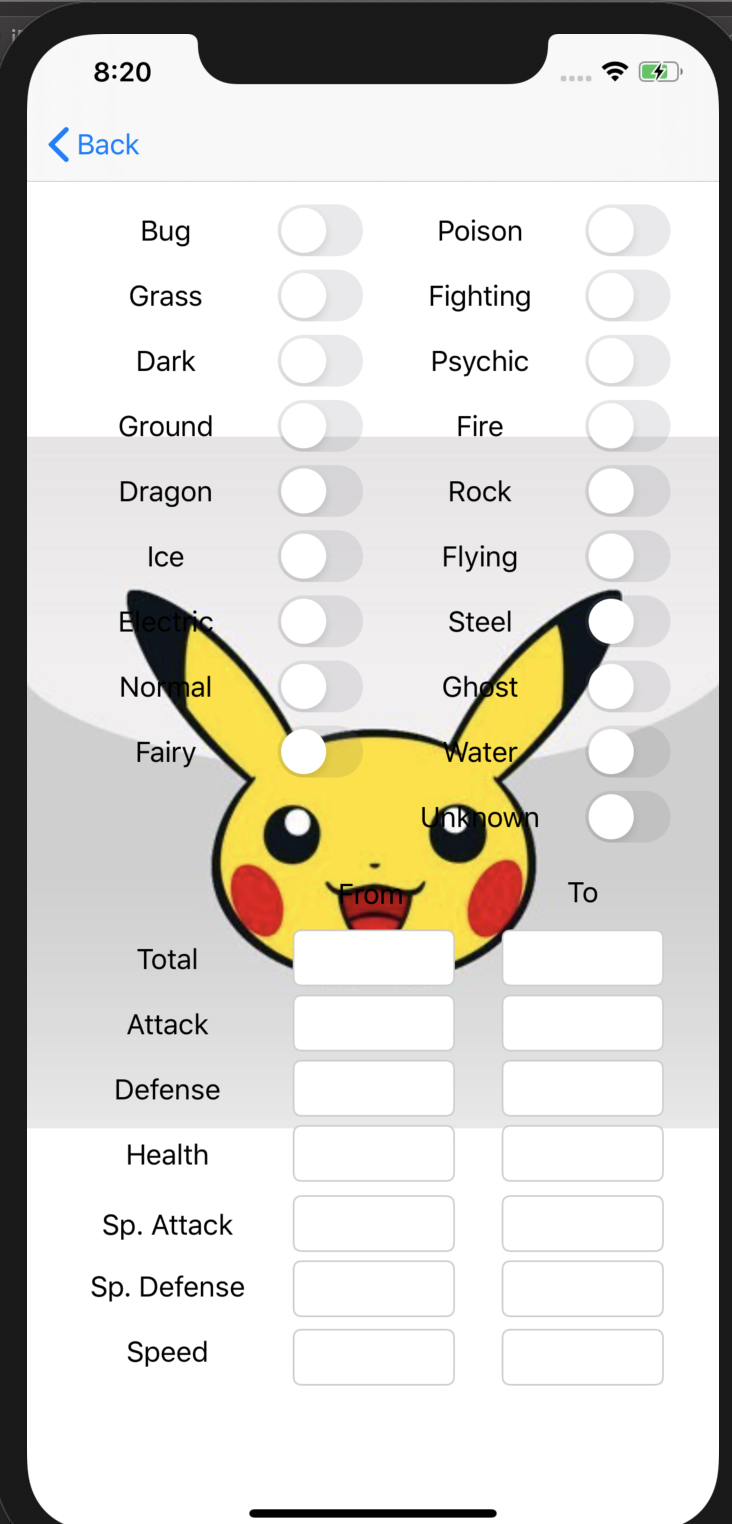 8:20
Back
Bug Poison
Grass Fighting
Dark Psychic
Ground Fire
Dragon Rock
Ice Flying
Electric Steel
Normal Ghost
Fairy Water
Unknown
From To
Total
Attack
Defense
Health
Sp. Attack
Sp. Defense
Speed